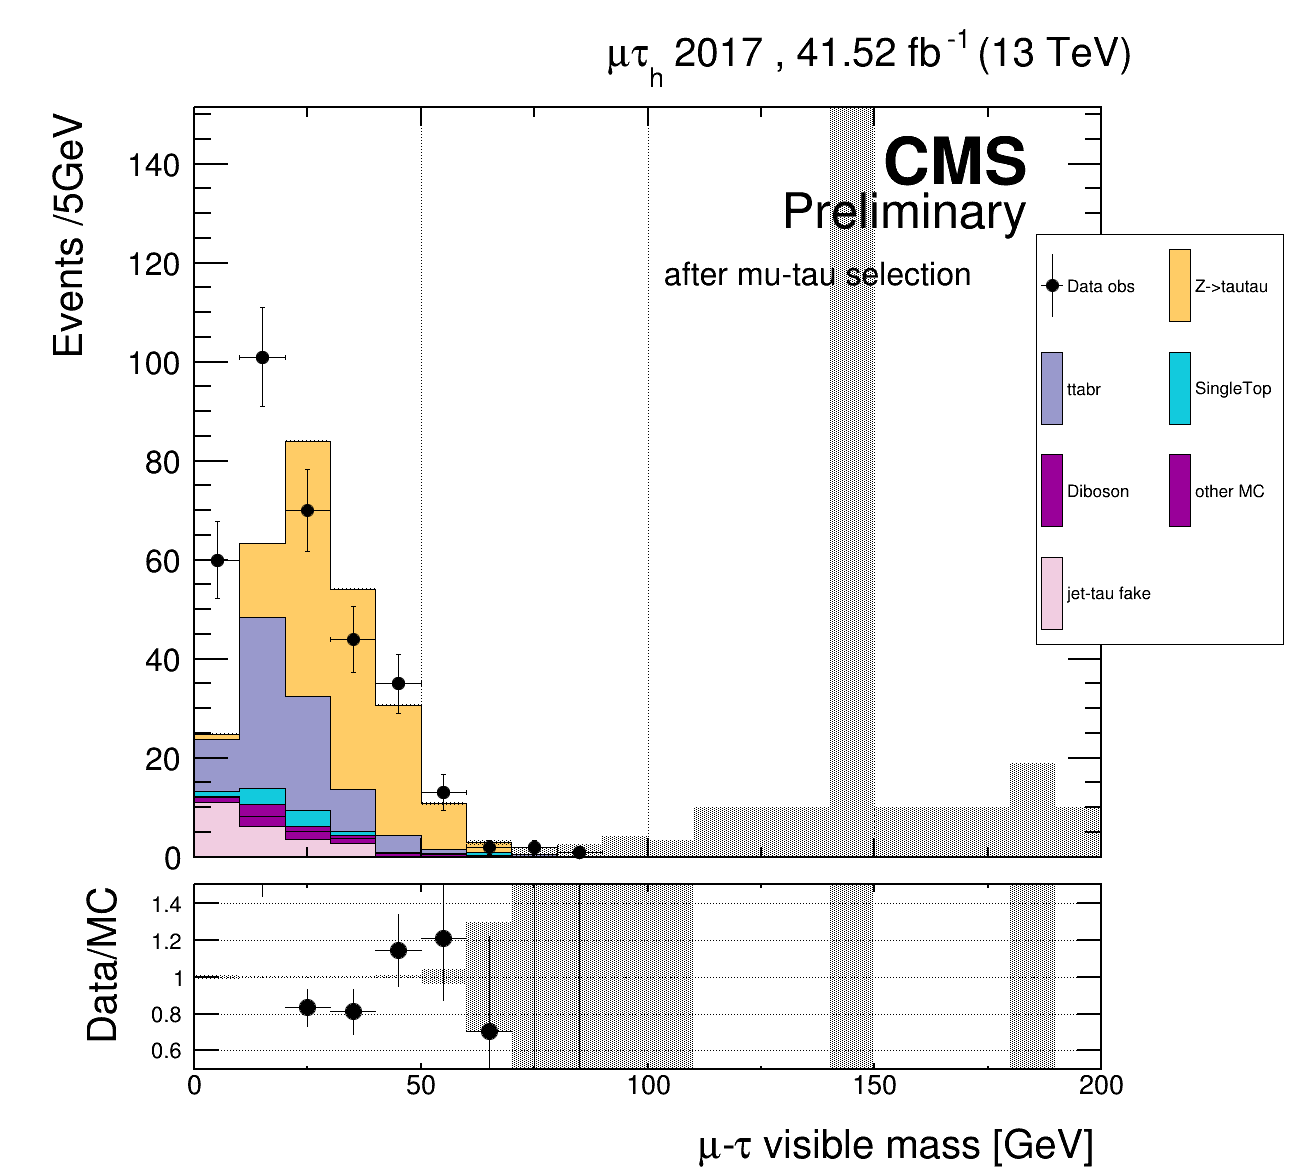 μτh 2017 , 41.52 fb-1 (13 TeV)
Events /5GeV
140
120
100
80
60
40
20
0
CMS
Preliminary
after mu-tau selection
Data obs
Z->tautau
ttabr
SingleTop
Diboson
other MC
jet-tau fake
Data/MC
1.4
1.2
1
0.8
0.6
0
50
100
150
200
μ-τ visible mass [GeV]